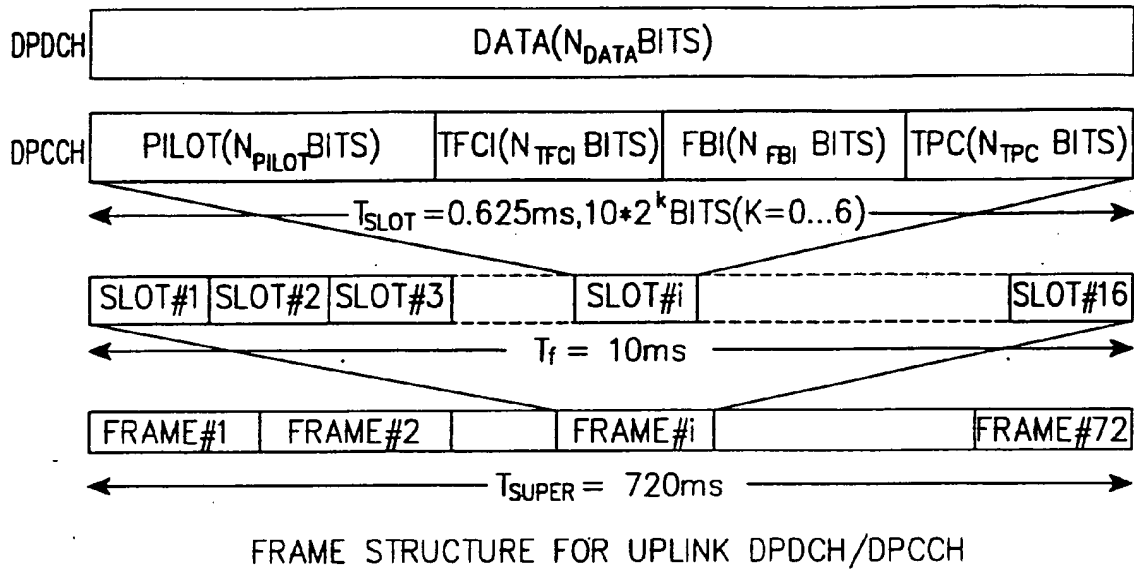 DPDCH DATA(N_DATA BITS)
DPCCH PILOT(N_PILOT BITS) TFCI(N_TFCI BITS) FBI(N_FBI BITS) TPC(N_TPC BITS)
T_SLOT = 0.625ms, 10*2^k BITS(K=0...6)
SLOT#1 SLOT#2 SLOT#3 SLOT#i SLOT#16
T_f = 10ms
FRAME#1 FRAME#2 FRAME#i FRAME#72
T_SUPER = 720ms
FRAME STRUCTURE FOR UPLINK DPDCH/DPCCH